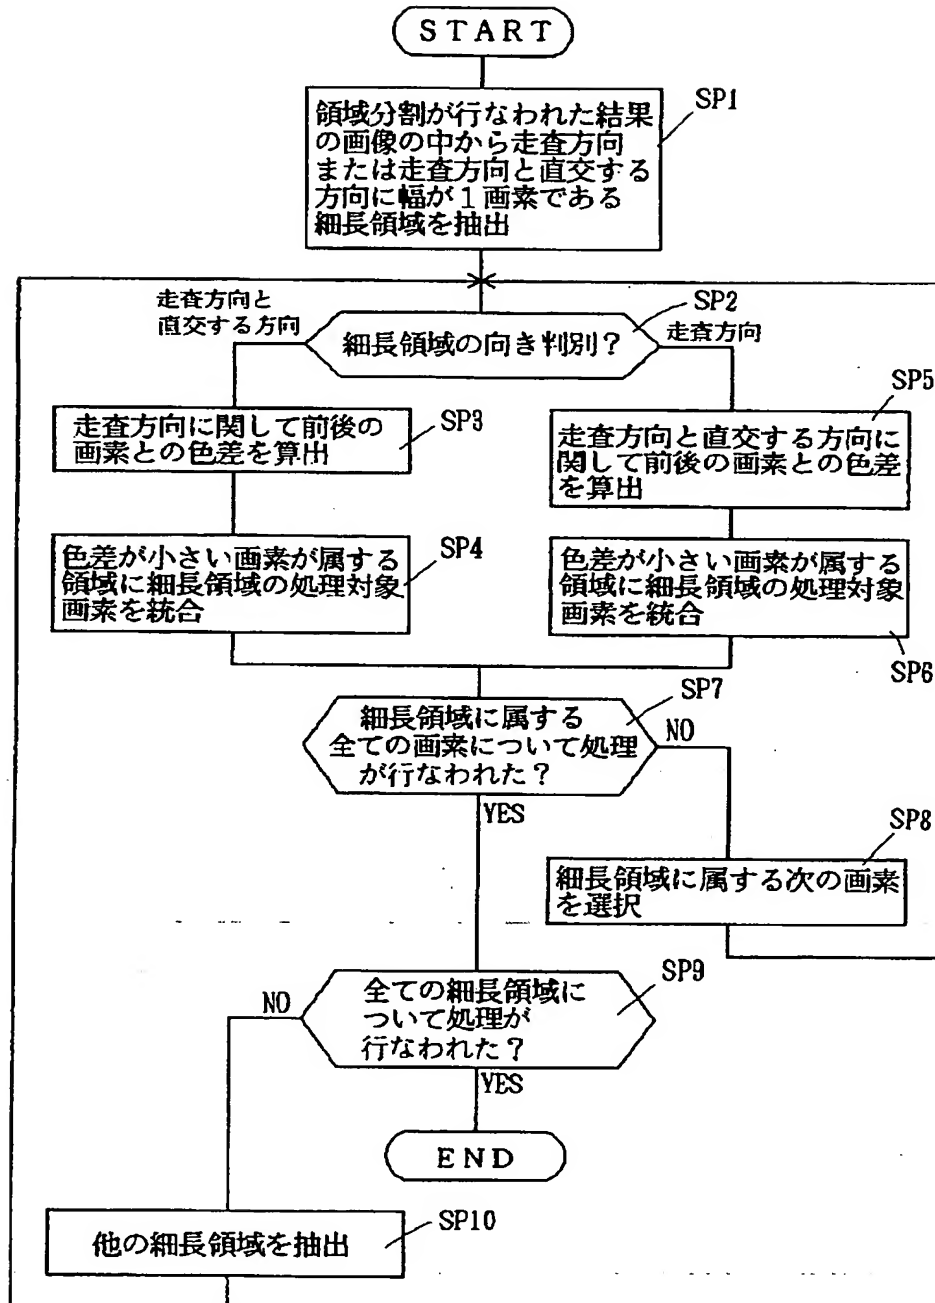 START
SP1
領域分割が行なわれた結果
の画像の中から走査方向
または走査方向と直交する
方向に幅が1画素である
細長領域を抽出
走査方向と
直交する方向
SP2
細長領域の向き判別?
走査方向
SP3
走査方向に関して前後の
画素との色差を算出
SP5
走査方向と直交する方向に
関して前後の画素との色差
を算出
SP4
色差が小さい画素が属する
領域に細長領域の処理対象
画素を統合
色差が小さい画素が属する
領域に細長領域の処理対象
画素を統合
SP6
SP7
細長領域に属する
全ての画素について処理
が行なわれた?
NO
YES
SP8
細長領域に属する次の画素
を選択
SP9
全ての細長領域に
ついて処理が
行なわれた?
NO
YES
END
SP10
他の細長領域を抽出